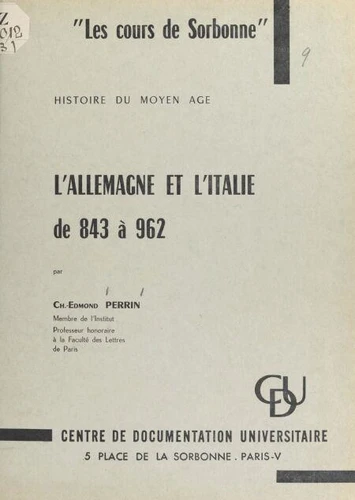 Z
"Les cours de Sorbonne"
9
HISTOIRE DU MOYEN AGE
L'ALLEMAGNE ET L'ITALIE
de 843 à 962
par
CH.-EDMOND PERRIN
Membre de l'Institut
Professeur honoraire
à la Faculté des Lettres
de Paris
CDU
CENTRE DE DOCUMENTATION UNIVERSITAIRE
5 PLACE DE LA SORBONNE . PARIS-V